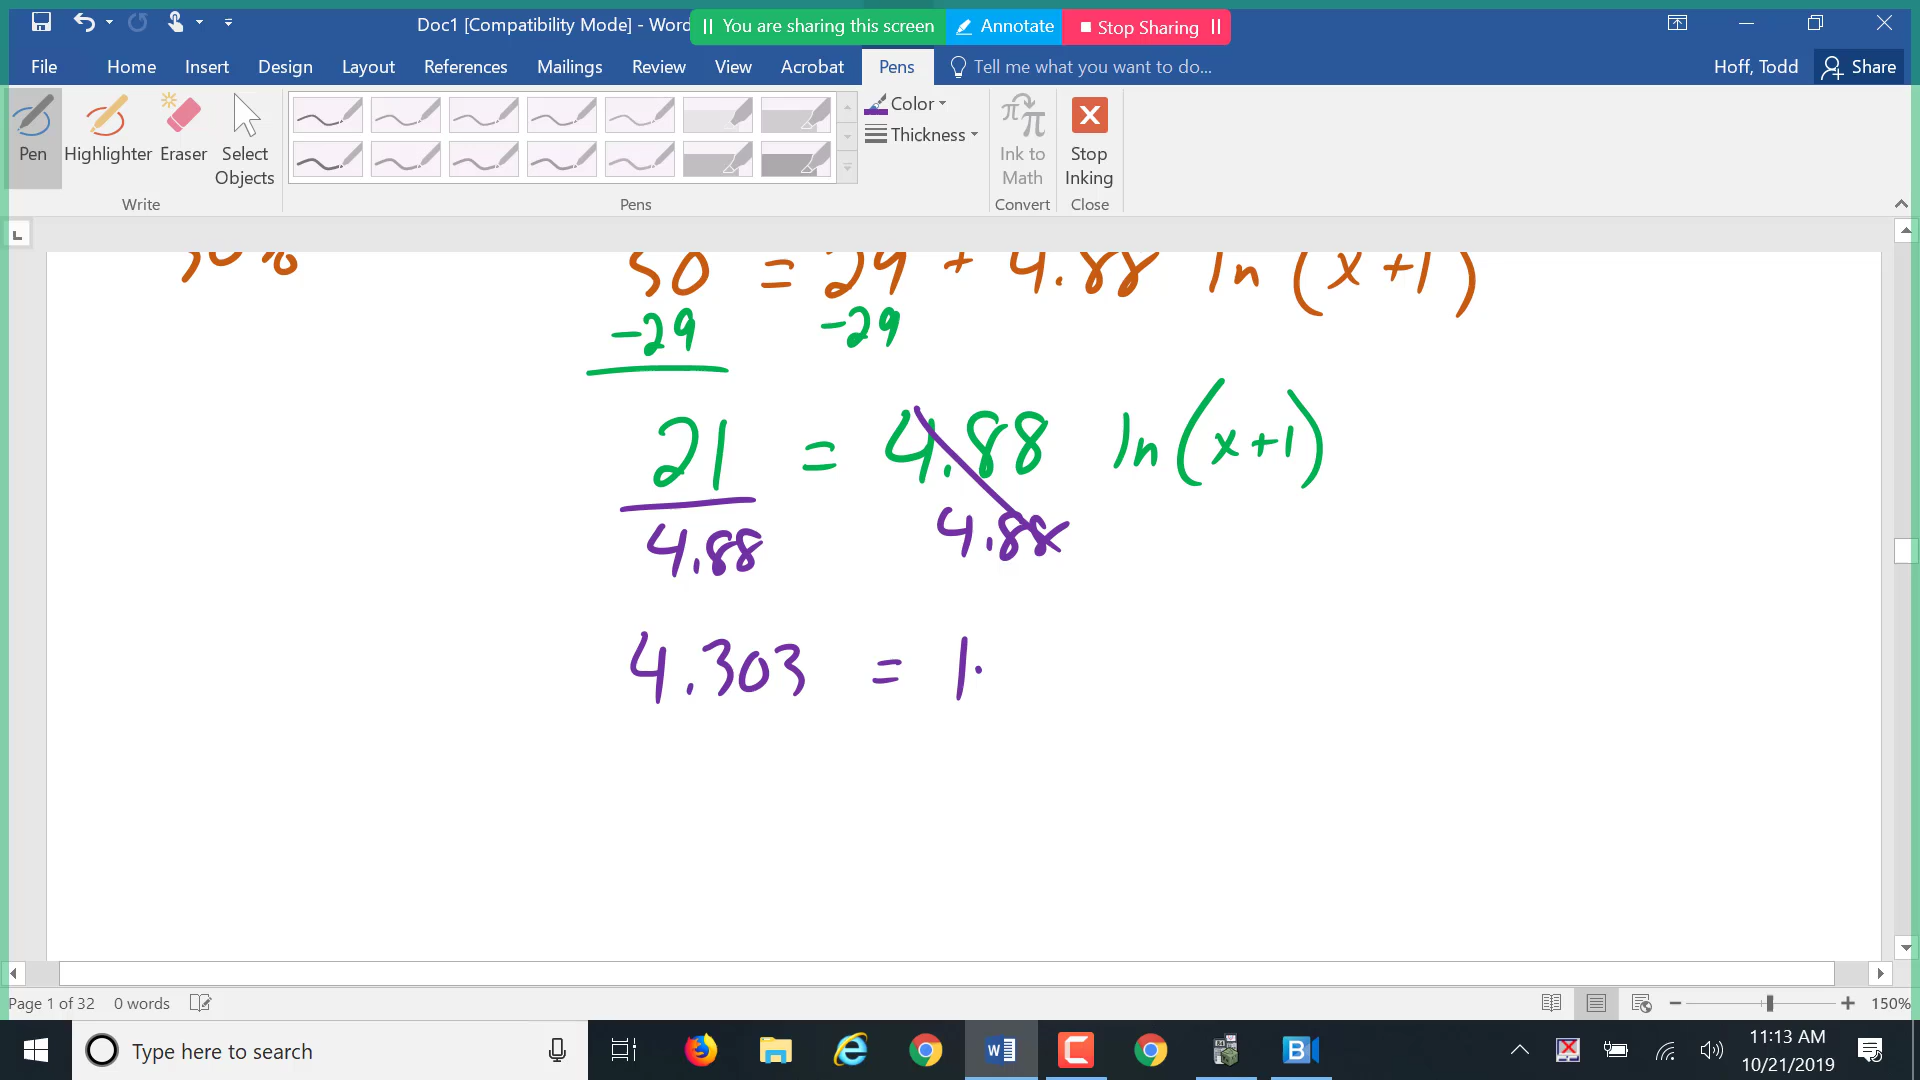 Doc1 [Compatibility Mode] - Word
You are sharing this screen
Annotate
Stop Sharing
File Home Insert Design Layout References Mailings Review View Acrobat Pens Tell me what you want to do... Hoff, Todd Share
Pen
Highlighter
Eraser
Select Objects
Color
Thickness
Ink to Math
Stop Inking
Write Pens Convert Close
50 = 29 + 4.88 ln (x+1)
-29 -29
21 = 4.88 ln (x+1)
4.88 4.88
4.303 = 1.
Page 1 of 32 0 words 150%
Type here to search
11:13 AM
10/21/2019